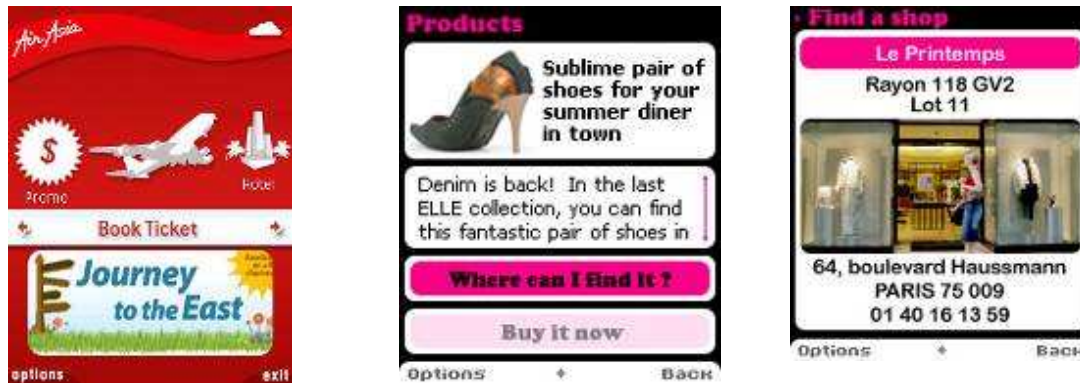 Air Asia
$
Promo
Hotel
Book Ticket
Journey
to the East
options exit
Products
Sublime pair of
shoes for your
summer diner
in town
Denim is back! In the last
ELLE collection, you can find
this fantastic pair of shoes in
Where can I find it ?
Buy it now
Options Back
Find a shop
Le Printemps
Rayon 118 GV2
Lot 11
64, boulevard Haussmann
PARIS 75 009
01 40 16 13 59
Options Back